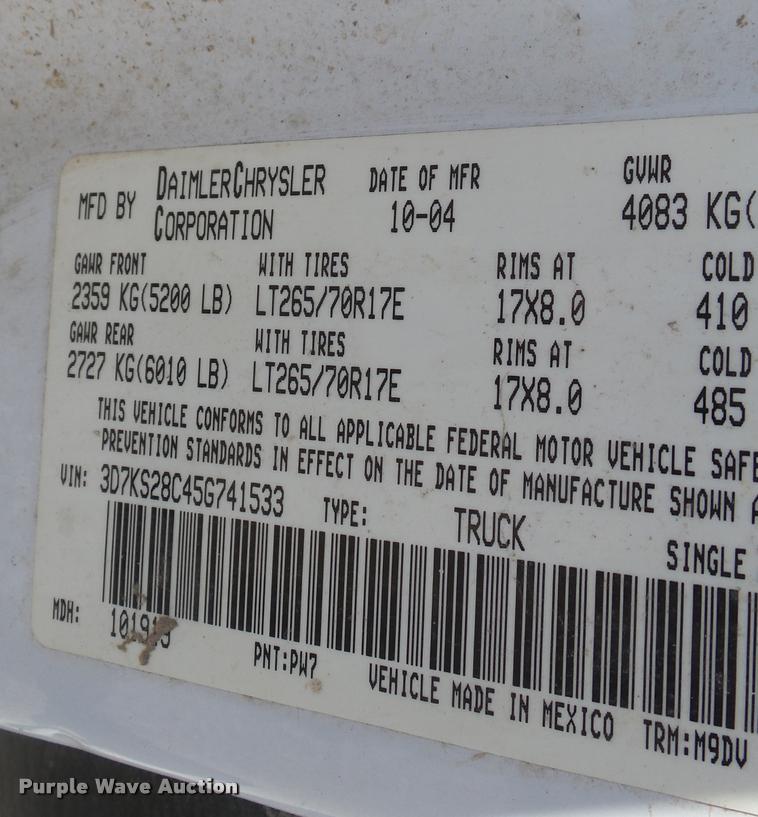 MFD BY DAIMLERCHRYSLER CORPORATION DATE OF MFR 10-04 GVWR 4083 KG(
GAWR FRONT WITH TIRES RIMS AT COLD
2359 KG(5200 LB) LT265/70R17E 17X8.0 410
GAWR REAR WITH TIRES RIMS AT COLD
2727 KG(6010 LB) LT265/70R17E 17X8.0 485
THIS VEHICLE CONFORMS TO ALL APPLICABLE FEDERAL MOTOR VEHICLE SAFE
PREVENTION STANDARDS IN EFFECT ON THE DATE OF MANUFACTURE SHOWN A
VIN: 3D7KS28C45G741533 TYPE: TRUCK SINGLE
MDH:
PNT:PW7 VEHICLE MADE IN MEXICO TRM:M9DV
Purple Wave Auction